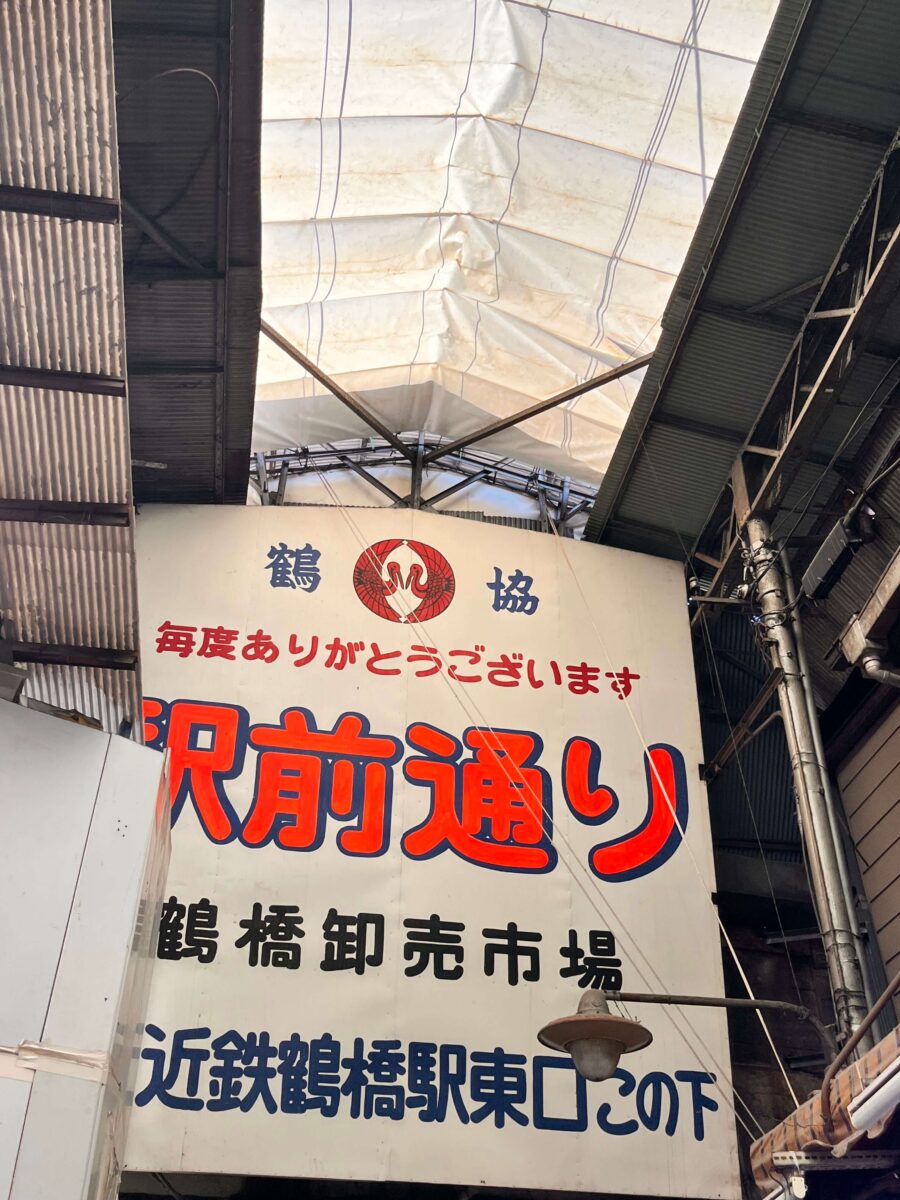 鶴 協
毎度ありがとうございます
駅前通り
鶴橋卸売市場
近鉄鶴橋駅東口この下